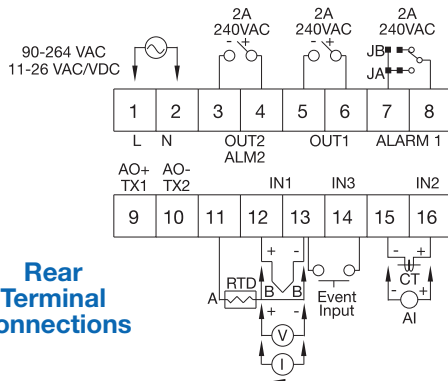 2A 2A 2A
240VAC 240VAC 240VAC
90-264 VAC
11-26 VAC/VDC
- + - +
JB
JA
1 2 3 4 5 6 7 8
L N OUT2 OUT1 ALARM 1
ALM2
AO+ AO-
TX1 TX2 IN1 IN3 IN2
9 10 11 12 13 14 15 16
+ - - +
RTD CT
A B B
Event
Input
+ - - +
AI
V
I
Rear
Terminal
onnections